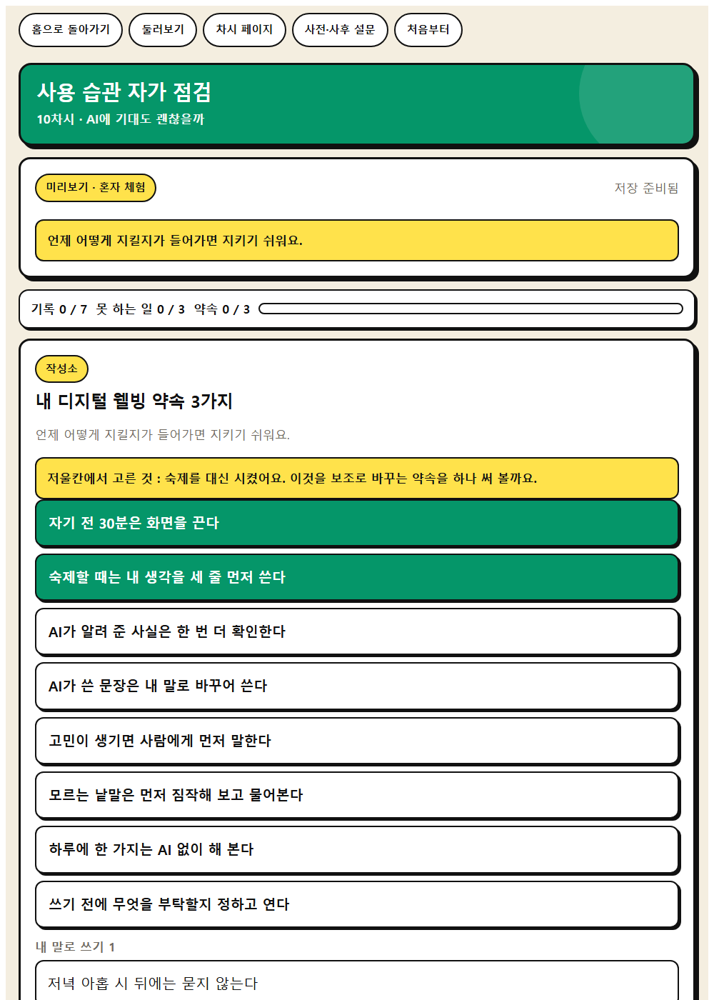 홈으로 돌아가기
둘러보기
차시 페이지
사전·사후 설문
처음부터
사용 습관 자가 점검
10차시 · AI에 기대도 괜찮을까
미리보기 · 혼자 체험
저장 준비됨
언제 어떻게 지킬지가 들어가면 지키기 쉬워요.
기록 0 / 7 못 하는 일 0 / 3 약속 0 / 3
작성소
내 디지털 웰빙 약속 3가지
언제 어떻게 지킬지가 들어가면 지키기 쉬워요.
저울칸에서 고른 것 : 숙제를 대신 시켰어요. 이것을 보조로 바꾸는 약속을 하나 써 볼까요.
자기 전 30분은 화면을 끈다
숙제할 때는 내 생각을 세 줄 먼저 쓴다
AI가 알려 준 사실은 한 번 더 확인한다
AI가 쓴 문장은 내 말로 바꾸어 쓴다
고민이 생기면 사람에게 먼저 말한다
모르는 낱말은 먼저 짐작해 보고 물어본다
하루에 한 가지는 AI 없이 해 본다
쓰기 전에 무엇을 부탁할지 정하고 연다
내 말로 쓰기 1
저녁 아홉 시 뒤에는 묻지 않는다